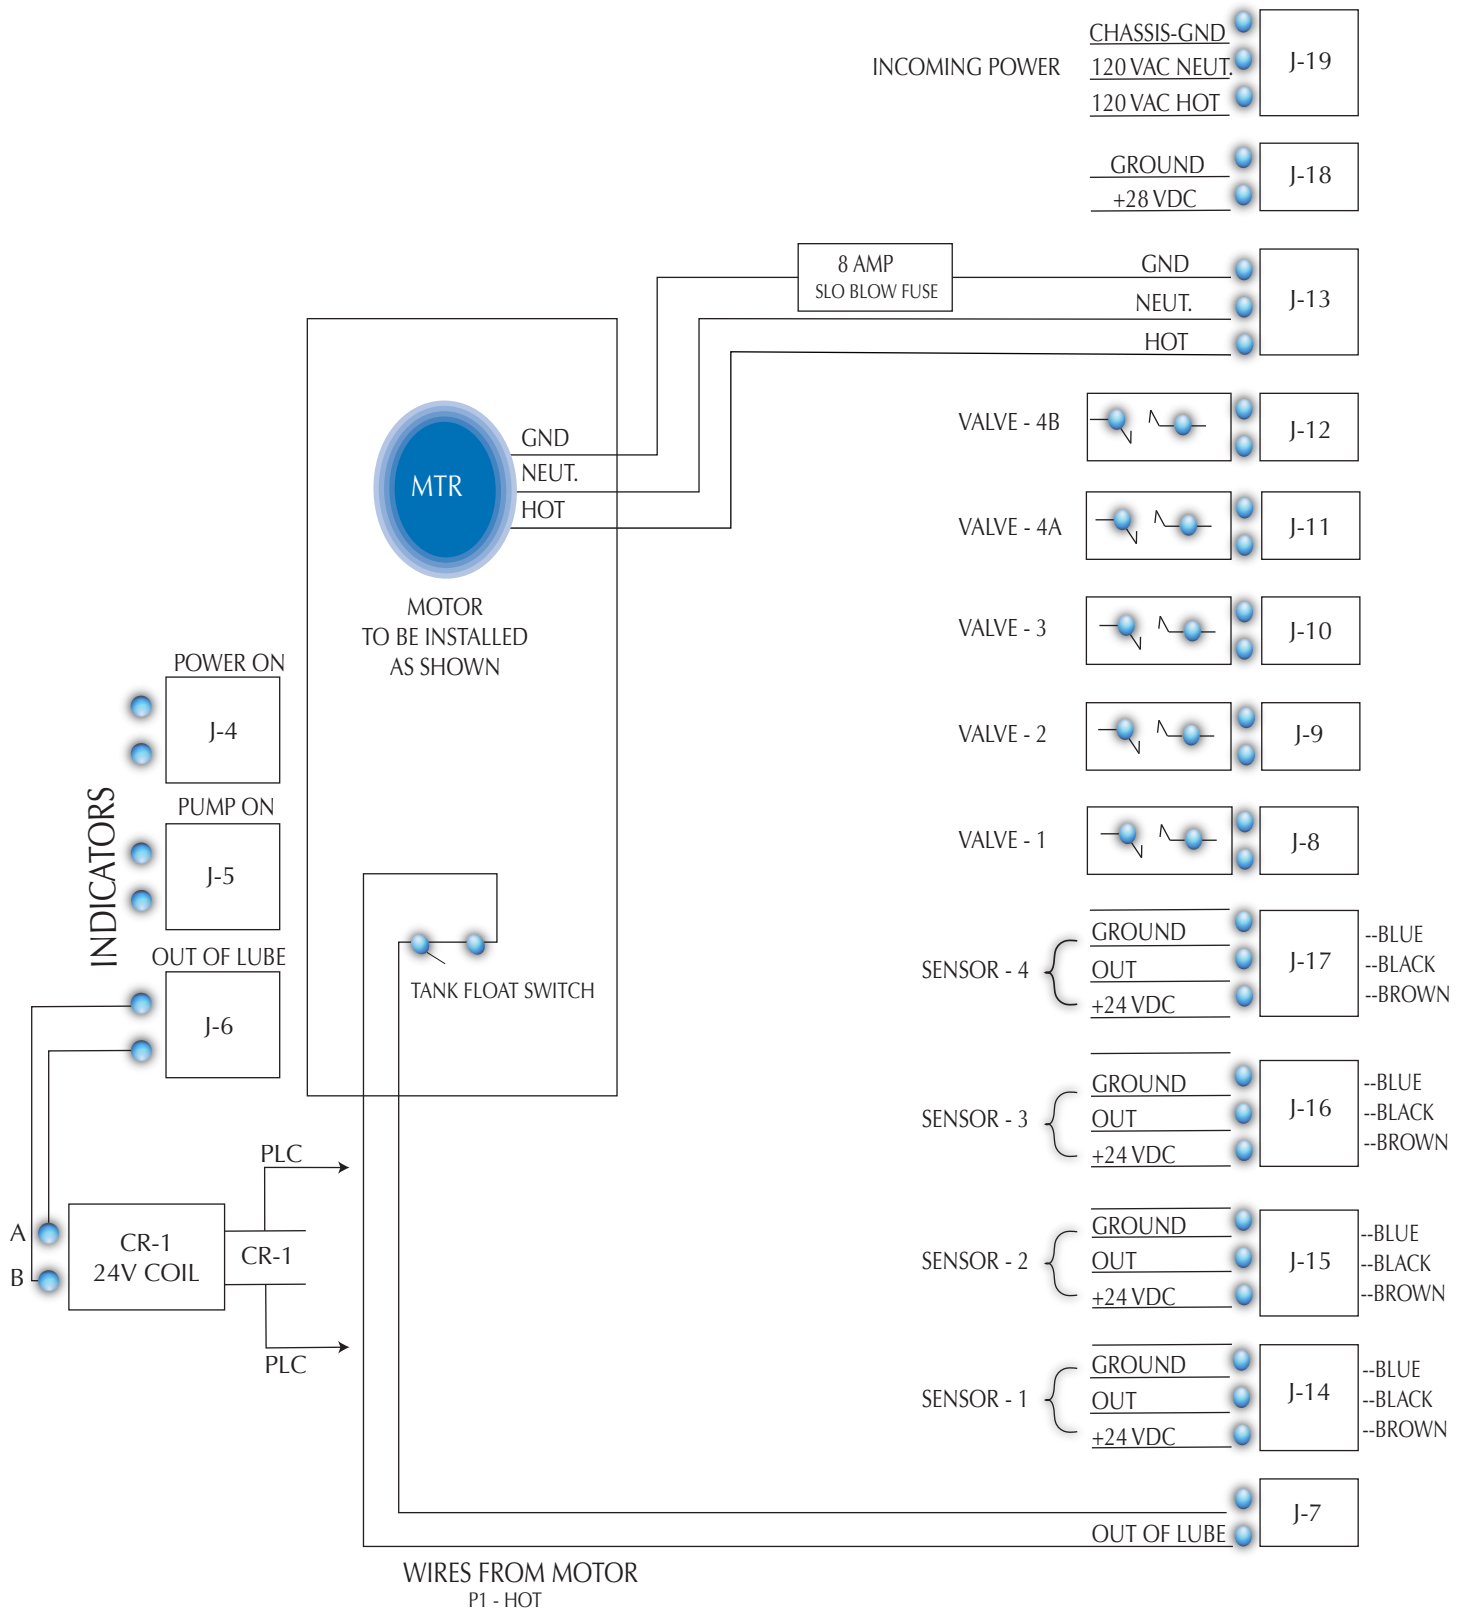 CHASSIS-GND
INCOMING POWER
120 VAC NEUT.
120 VAC HOT
J-19
GROUND
+28 VDC
J-18
8 AMP
SLO BLOW FUSE
GND
NEUT.
HOT
J-13
MTR
GND
NEUT.
HOT
MOTOR
TO BE INSTALLED
AS SHOWN
VALVE - 4B
J-12
VALVE - 4A
J-11
VALVE - 3
J-10
VALVE - 2
J-9
VALVE - 1
J-8
INDICATORS
POWER ON
J-4
PUMP ON
J-5
OUT OF LUBE
J-6
TANK FLOAT SWITCH
SENSOR - 4
GROUND
OUT
+24 VDC
J-17
--BLUE
--BLACK
--BROWN
SENSOR - 3
GROUND
OUT
+24 VDC
J-16
--BLUE
--BLACK
--BROWN
PLC
A
B
CR-1
24V COIL
CR-1
PLC
SENSOR - 2
GROUND
OUT
+24 VDC
J-15
--BLUE
--BLACK
--BROWN
SENSOR - 1
GROUND
OUT
+24 VDC
J-14
--BLUE
--BLACK
--BROWN
J-7
OUT OF LUBE
WIRES FROM MOTOR
P1 - HOT